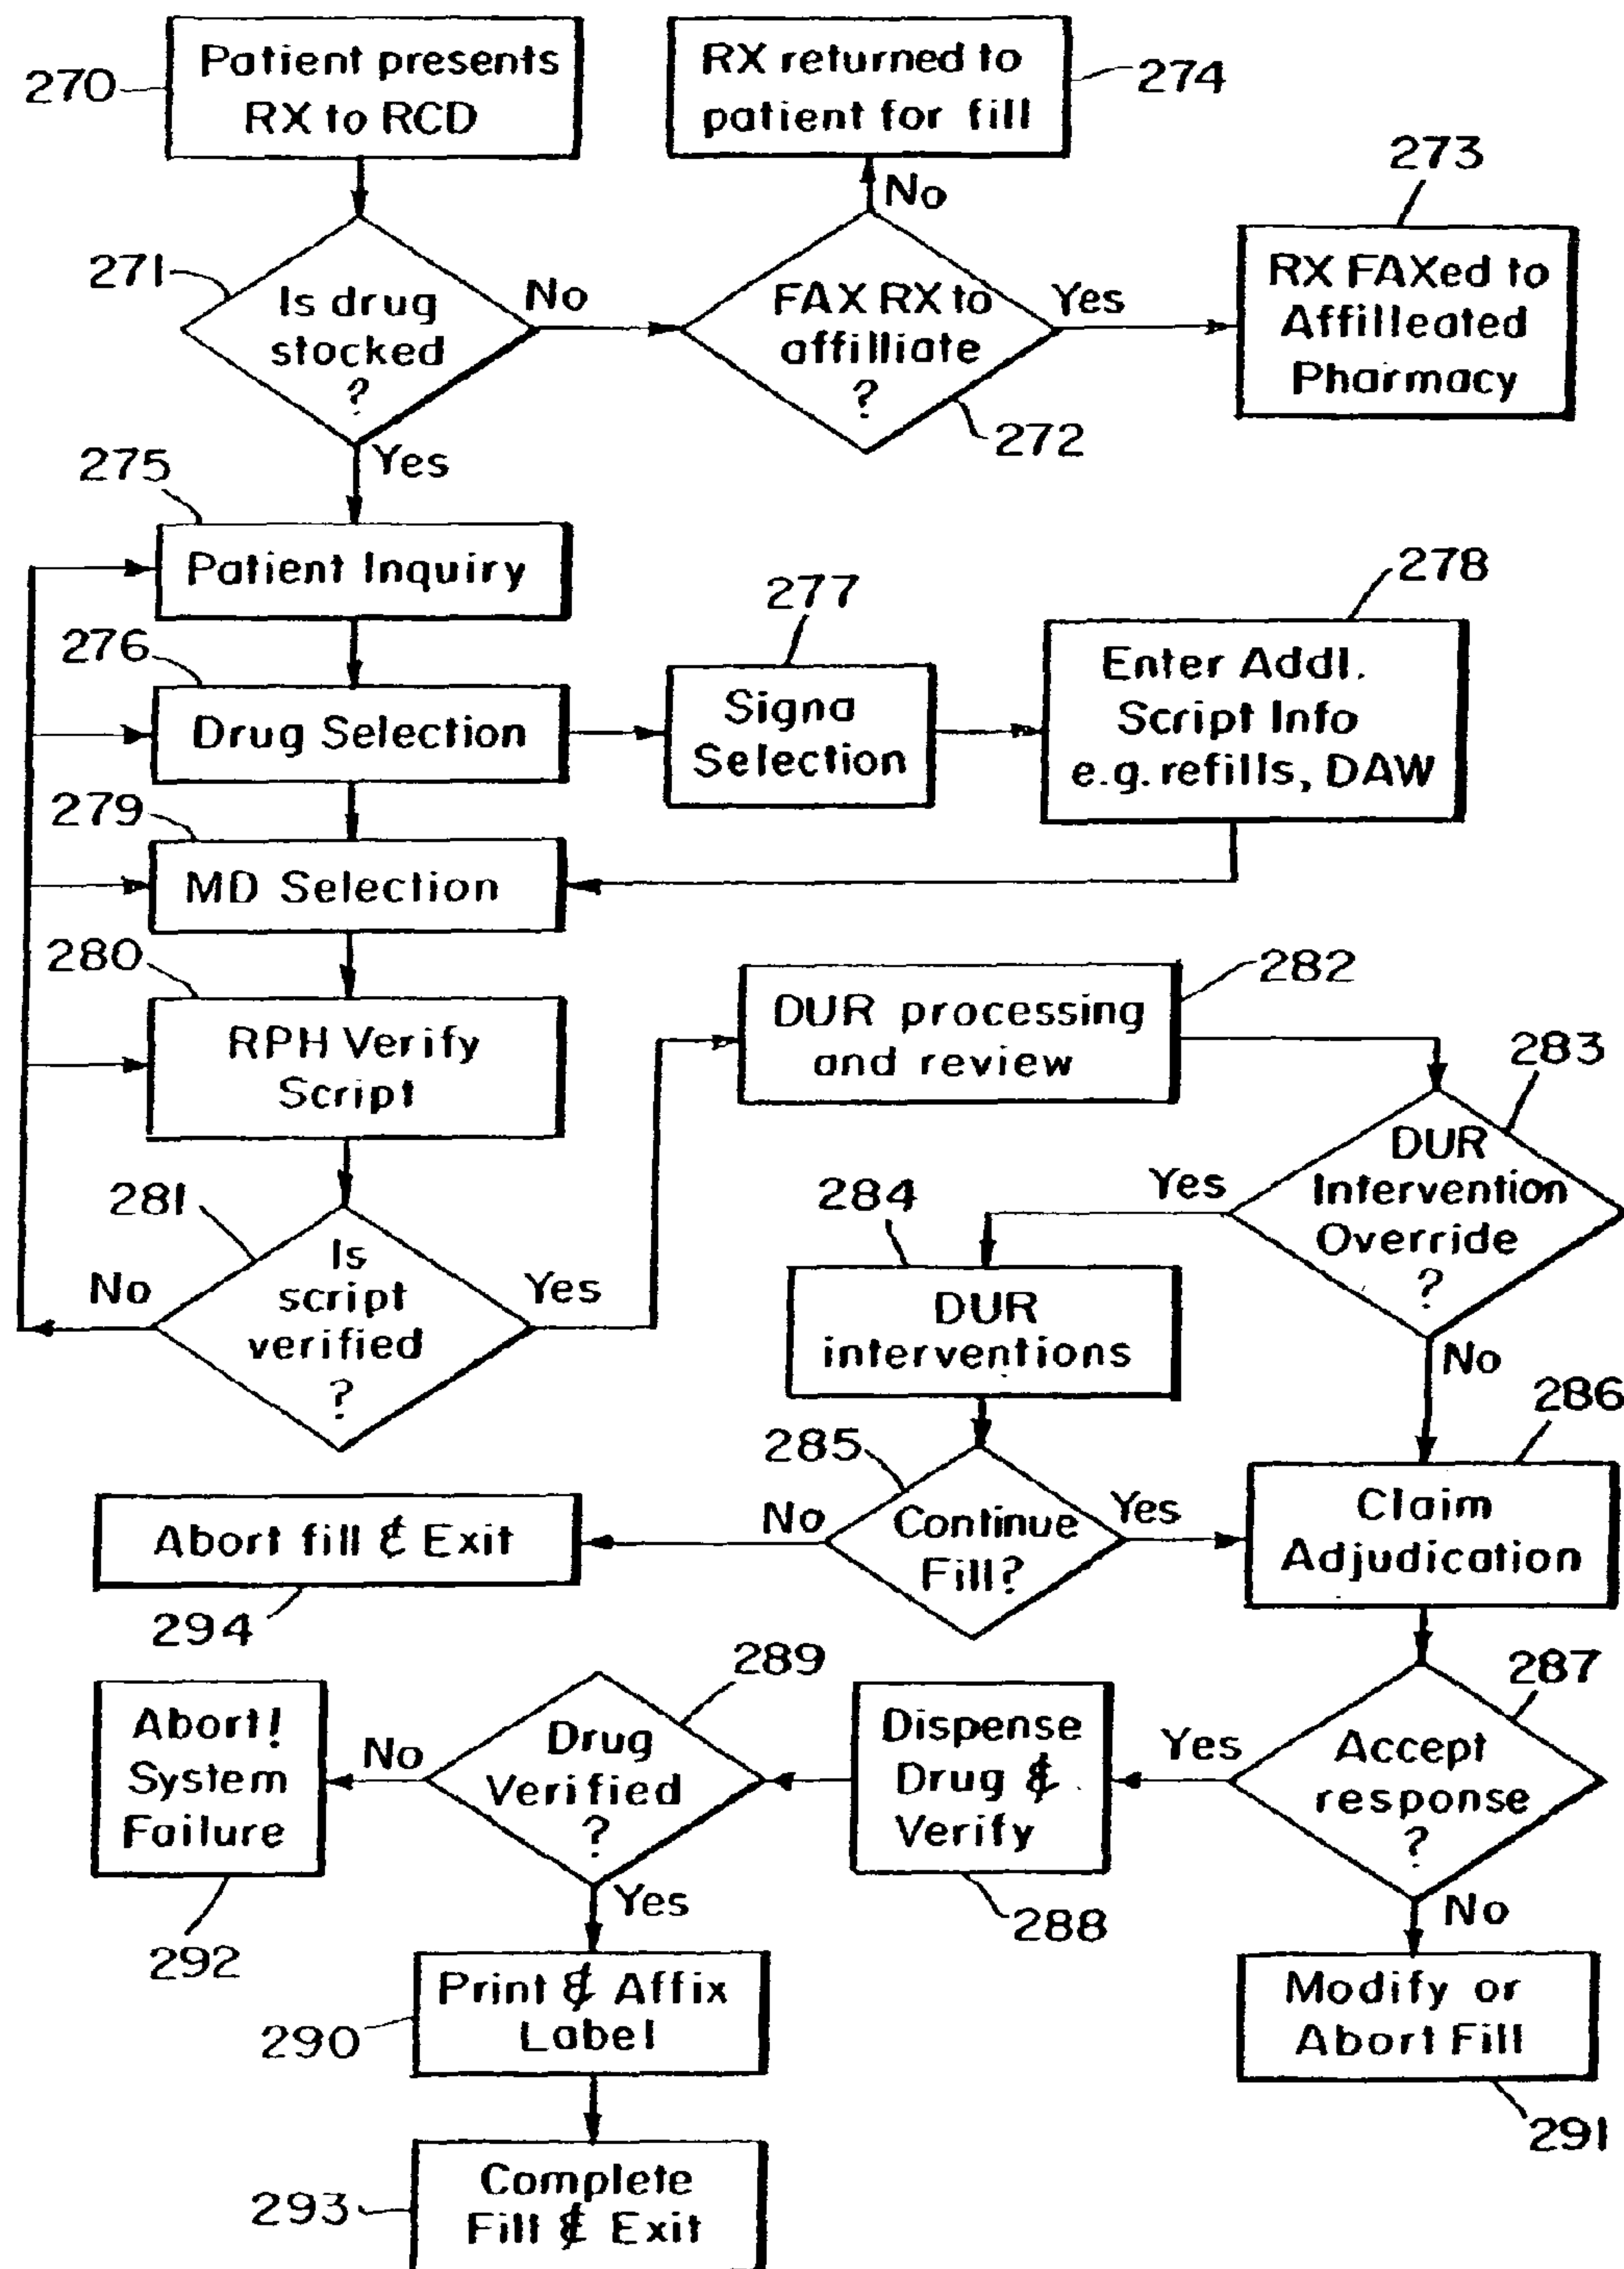 270
Patient presents
RX to RCD
RX returned to
patient for fill
274
No
273
271
Is drug
stocked
?
No
FAX RX to
affilliate
?
Yes
272
RX FAXed to
Affilleated
Pharmacy
Yes
275
Patient Inquiry
276
Drug Selection
277
Signa
Selection
278
Enter Addl.
Script Info
e.g. refills, DAW
279
MD Selection
280
RPH Verify
Script
282
DUR processing
and review
283
DUR
Intervention
Override
?
Yes
No
281
Is
script
verified
?
No
Yes
284
DUR
interventions
285
Continue
Fill?
No
Yes
286
Claim
Adjudication
Abort fill & Exit
294
287
Accept
response
?
Yes
No
Dispense
Drug &
Verify
288
289
Drug
Verified
?
No
Yes
Abort!
System
Failure
292
290
Print & Affix
Label
Modify or
Abort Fill
291
293
Complete
Fill & Exit